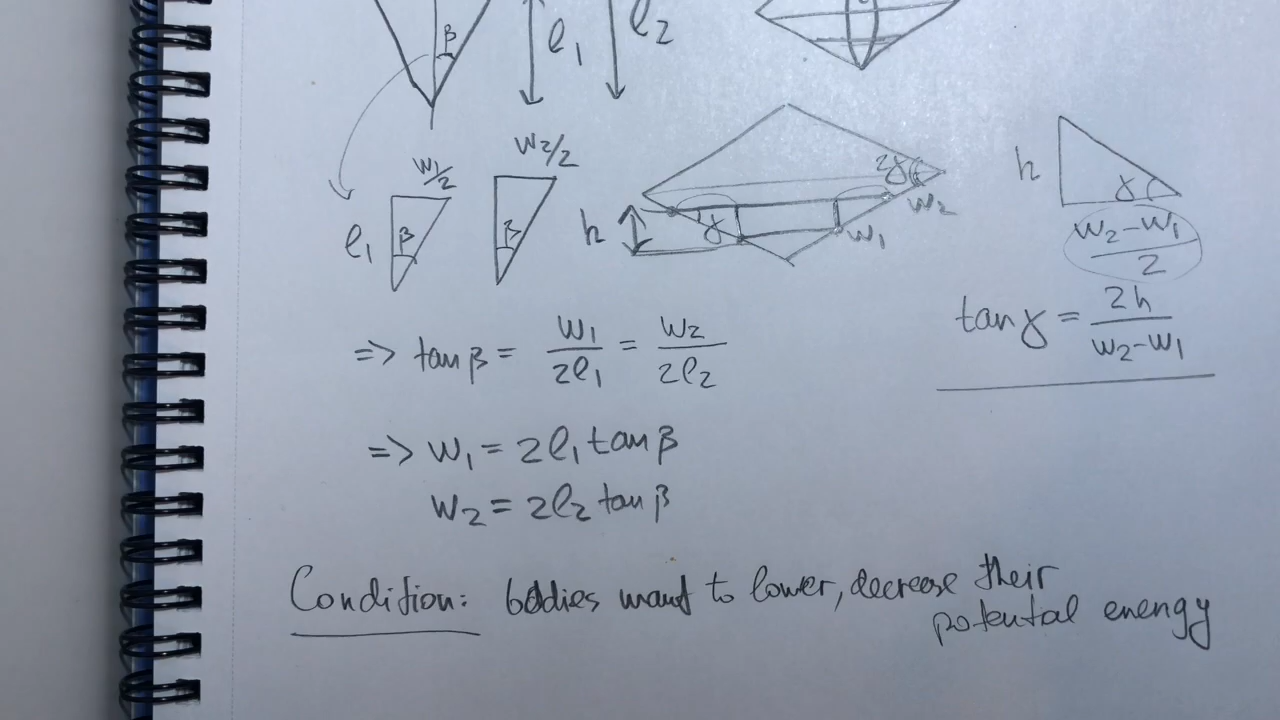 β
ℓ₁
ℓ₂
w₁/2
w₂/2
ℓ₁
β
β
h
γ
2γ
w₂
w₁
h
γ
w₂-w₁
2
tan γ = 2h / w₂-w₁
=> tan β = w₁ / 2ℓ₁ = w₂ / 2ℓ₂
=> w₁ = 2ℓ₁ tan β
w₂ = 2ℓ₂ tan β
Condition: bodies want to lower, decrease their
potential energy